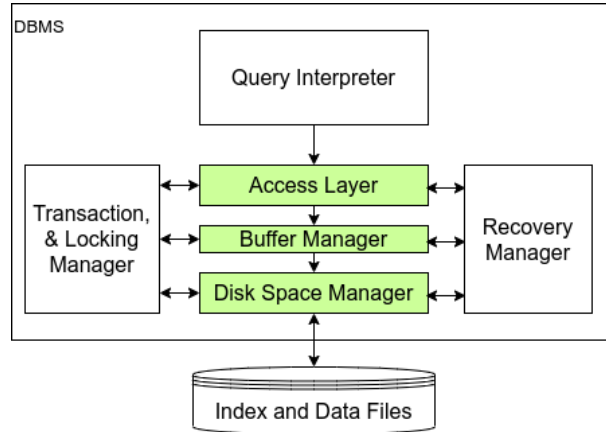 DBMS
Query Interpreter
Transaction,
& Locking
Manager
Access Layer
Buffer Manager
Disk Space Manager
Recovery
Manager
Index and Data Files